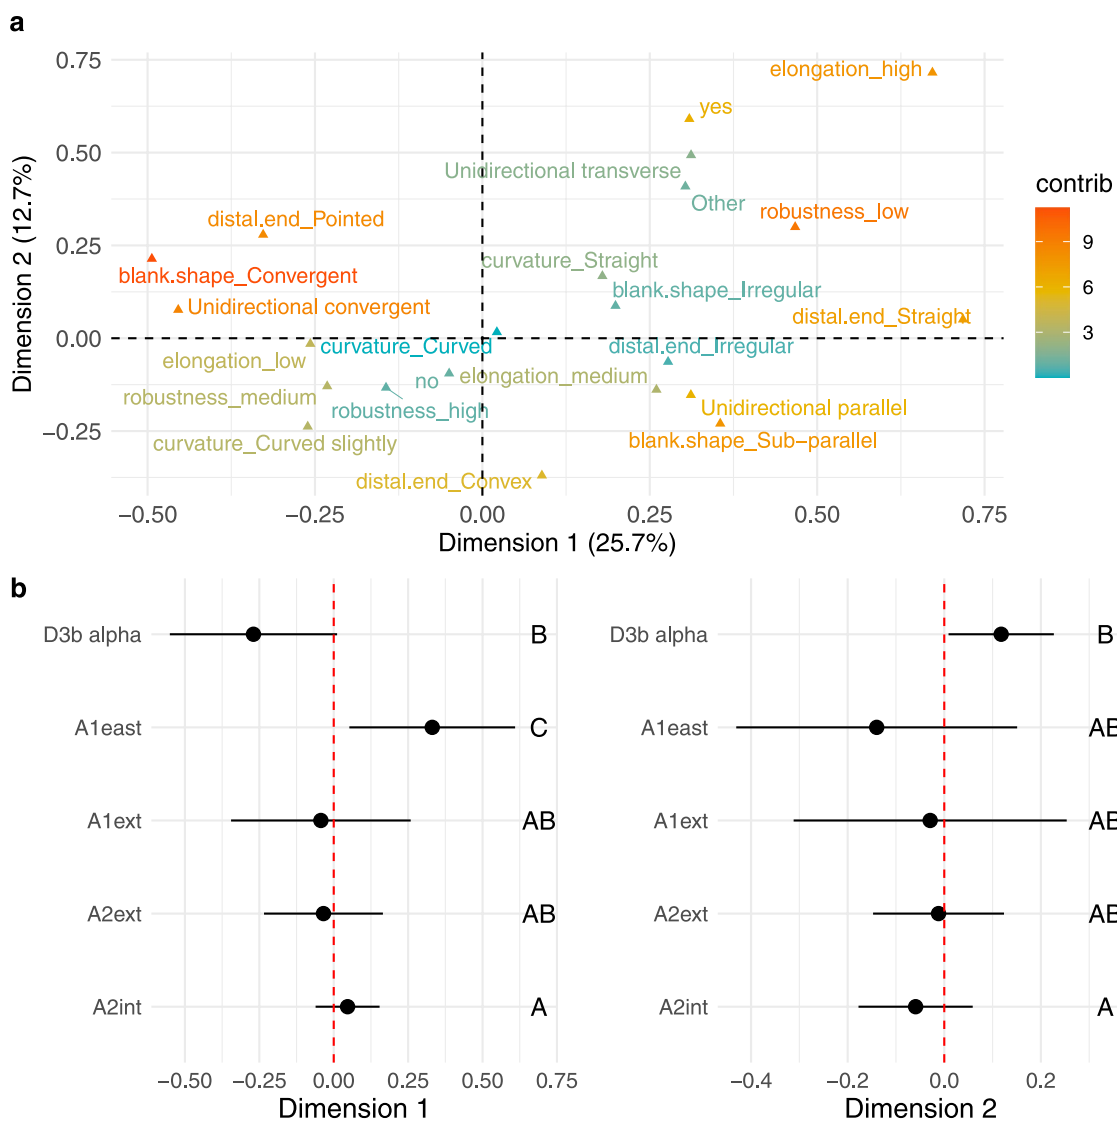 a
0.75
0.50
0.25
0.00
−0.25
Dimension 2 (12.7%)
elongation_high
yes
Unidirectional transverse
Other
distal.end_Pointed
robustness_low
curvature_Straight
blank.shape_Convergent
blank.shape_Irregular
Unidirectional convergent
distal.end_Straight
curvature_Curved
distal.end_Irregular
elongation_low
no
elongation_medium
robustness_medium
robustness_high
Unidirectional parallel
curvature_Curved slightly
blank.shape_Sub−parallel
distal.end_Convex
−0.50 −0.25 0.00 0.25 0.50 0.75
Dimension 1 (25.7%)
contrib
9
6
3
b
D3b alpha B
A1east C
A1ext AB
A2ext AB
A2int A
−0.50 −0.25 0.00 0.25 0.50 0.75
Dimension 1
D3b alpha B
A1east AB
A1ext AB
A2ext AB
A2int A
−0.4 −0.2 0.0 0.2
Dimension 2